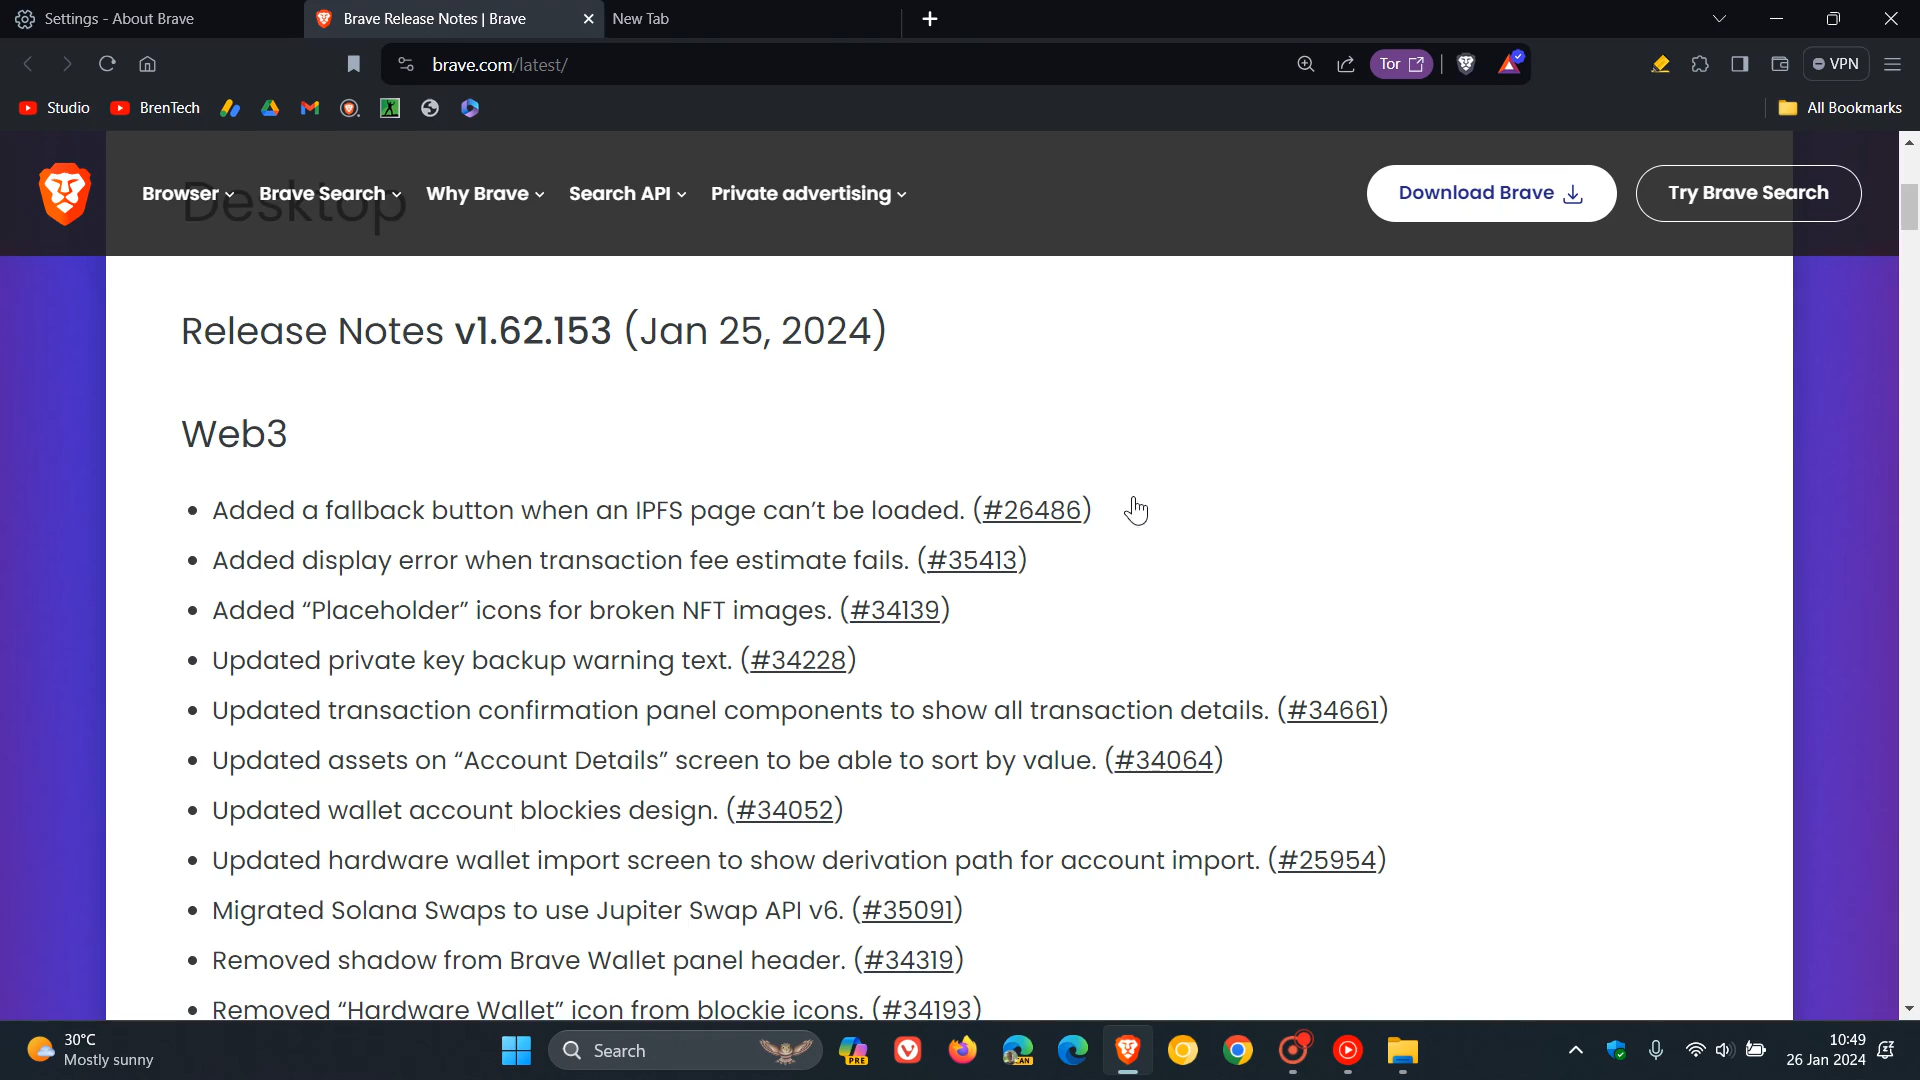 Settings - About Brave
Brave Release Notes | Brave
New Tab
brave.com/latest/
Tor
VPN
Studio
BrenTech
All Bookmarks
Desktop
Browser
Brave Search
Why Brave
Search API
Private advertising
Download Brave
Try Brave Search
Release Notes v1.62.153 (Jan 25, 2024)
Web3
• Added a fallback button when an IPFS page can’t be loaded. (#26486)
• Added display error when transaction fee estimate fails. (#35413)
• Added “Placeholder” icons for broken NFT images. (#34139)
• Updated private key backup warning text. (#34228)
• Updated transaction confirmation panel components to show all transaction details. (#34661)
• Updated assets on “Account Details” screen to be able to sort by value. (#34064)
• Updated wallet account blockies design. (#34052)
• Updated hardware wallet import screen to show derivation path for account import. (#25954)
• Migrated Solana Swaps to use Jupiter Swap API v6. (#35091)
• Removed shadow from Brave Wallet panel header. (#34319)
• Removed “Hardware Wallet” icon from blockie icons. (#34193)
30°C
Mostly sunny
Search
PRE
CAN
10:49
26 Jan 2024